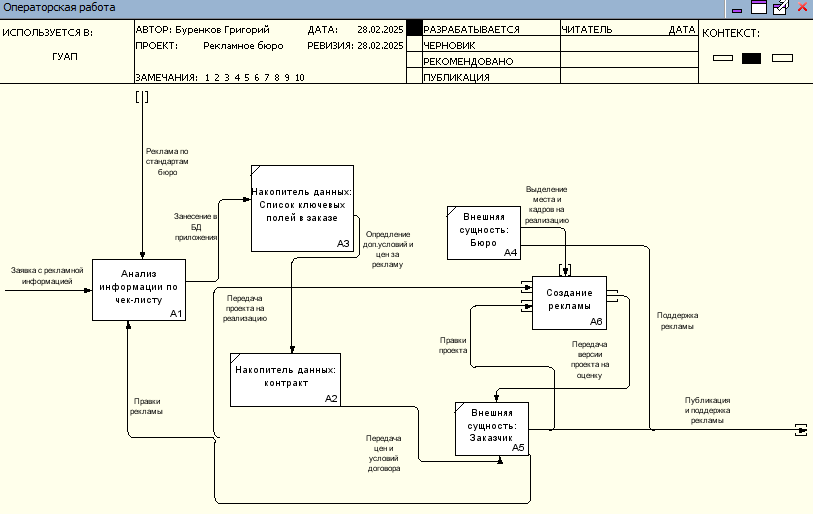 Операторская работа
ИСПОЛЬЗУЕТСЯ В:
ГУАП
АВТОР: Буренков Григорий
ДАТА: 28.02.2025
ПРОЕКТ: Рекламное бюро
РЕВИЗИЯ: 28.02.2025
ЗАМЕЧАНИЯ: 1 2 3 4 5 6 7 8 9 10
РАЗРАБАТЫВАЕТСЯ
ЧЕРНОВИК
РЕКОМЕНДОВАНО
ПУБЛИКАЦИЯ
ЧИТАТЕЛЬ
ДАТА
КОНТЕКСТ:
Реклама по
стандартам
бюро
Заявка с рекламной
информацией
Анализ
информации по
чек-листу
A1
Занесение в
БД
приложения
Накопитель данных:
Список ключевых
полей в заказе
A3
Опредление
доп.условий и
цен за
рекламу
Выделение
места и
кадров на
реализацию
Внешняя
сущность:
Бюро
A4
Создание
рекламы
A6
Передача
проекта на
реализацию
Поддержка
рекламы
Правки
проекта
Передача
версии
проекта на
оценку
Накопитель данных:
контракт
A2
Правки
рекламы
Внешняя
сущность:
Заказчик
A5
Публикация
и поддержка
рекламы
Передача
цен и
условий
договора